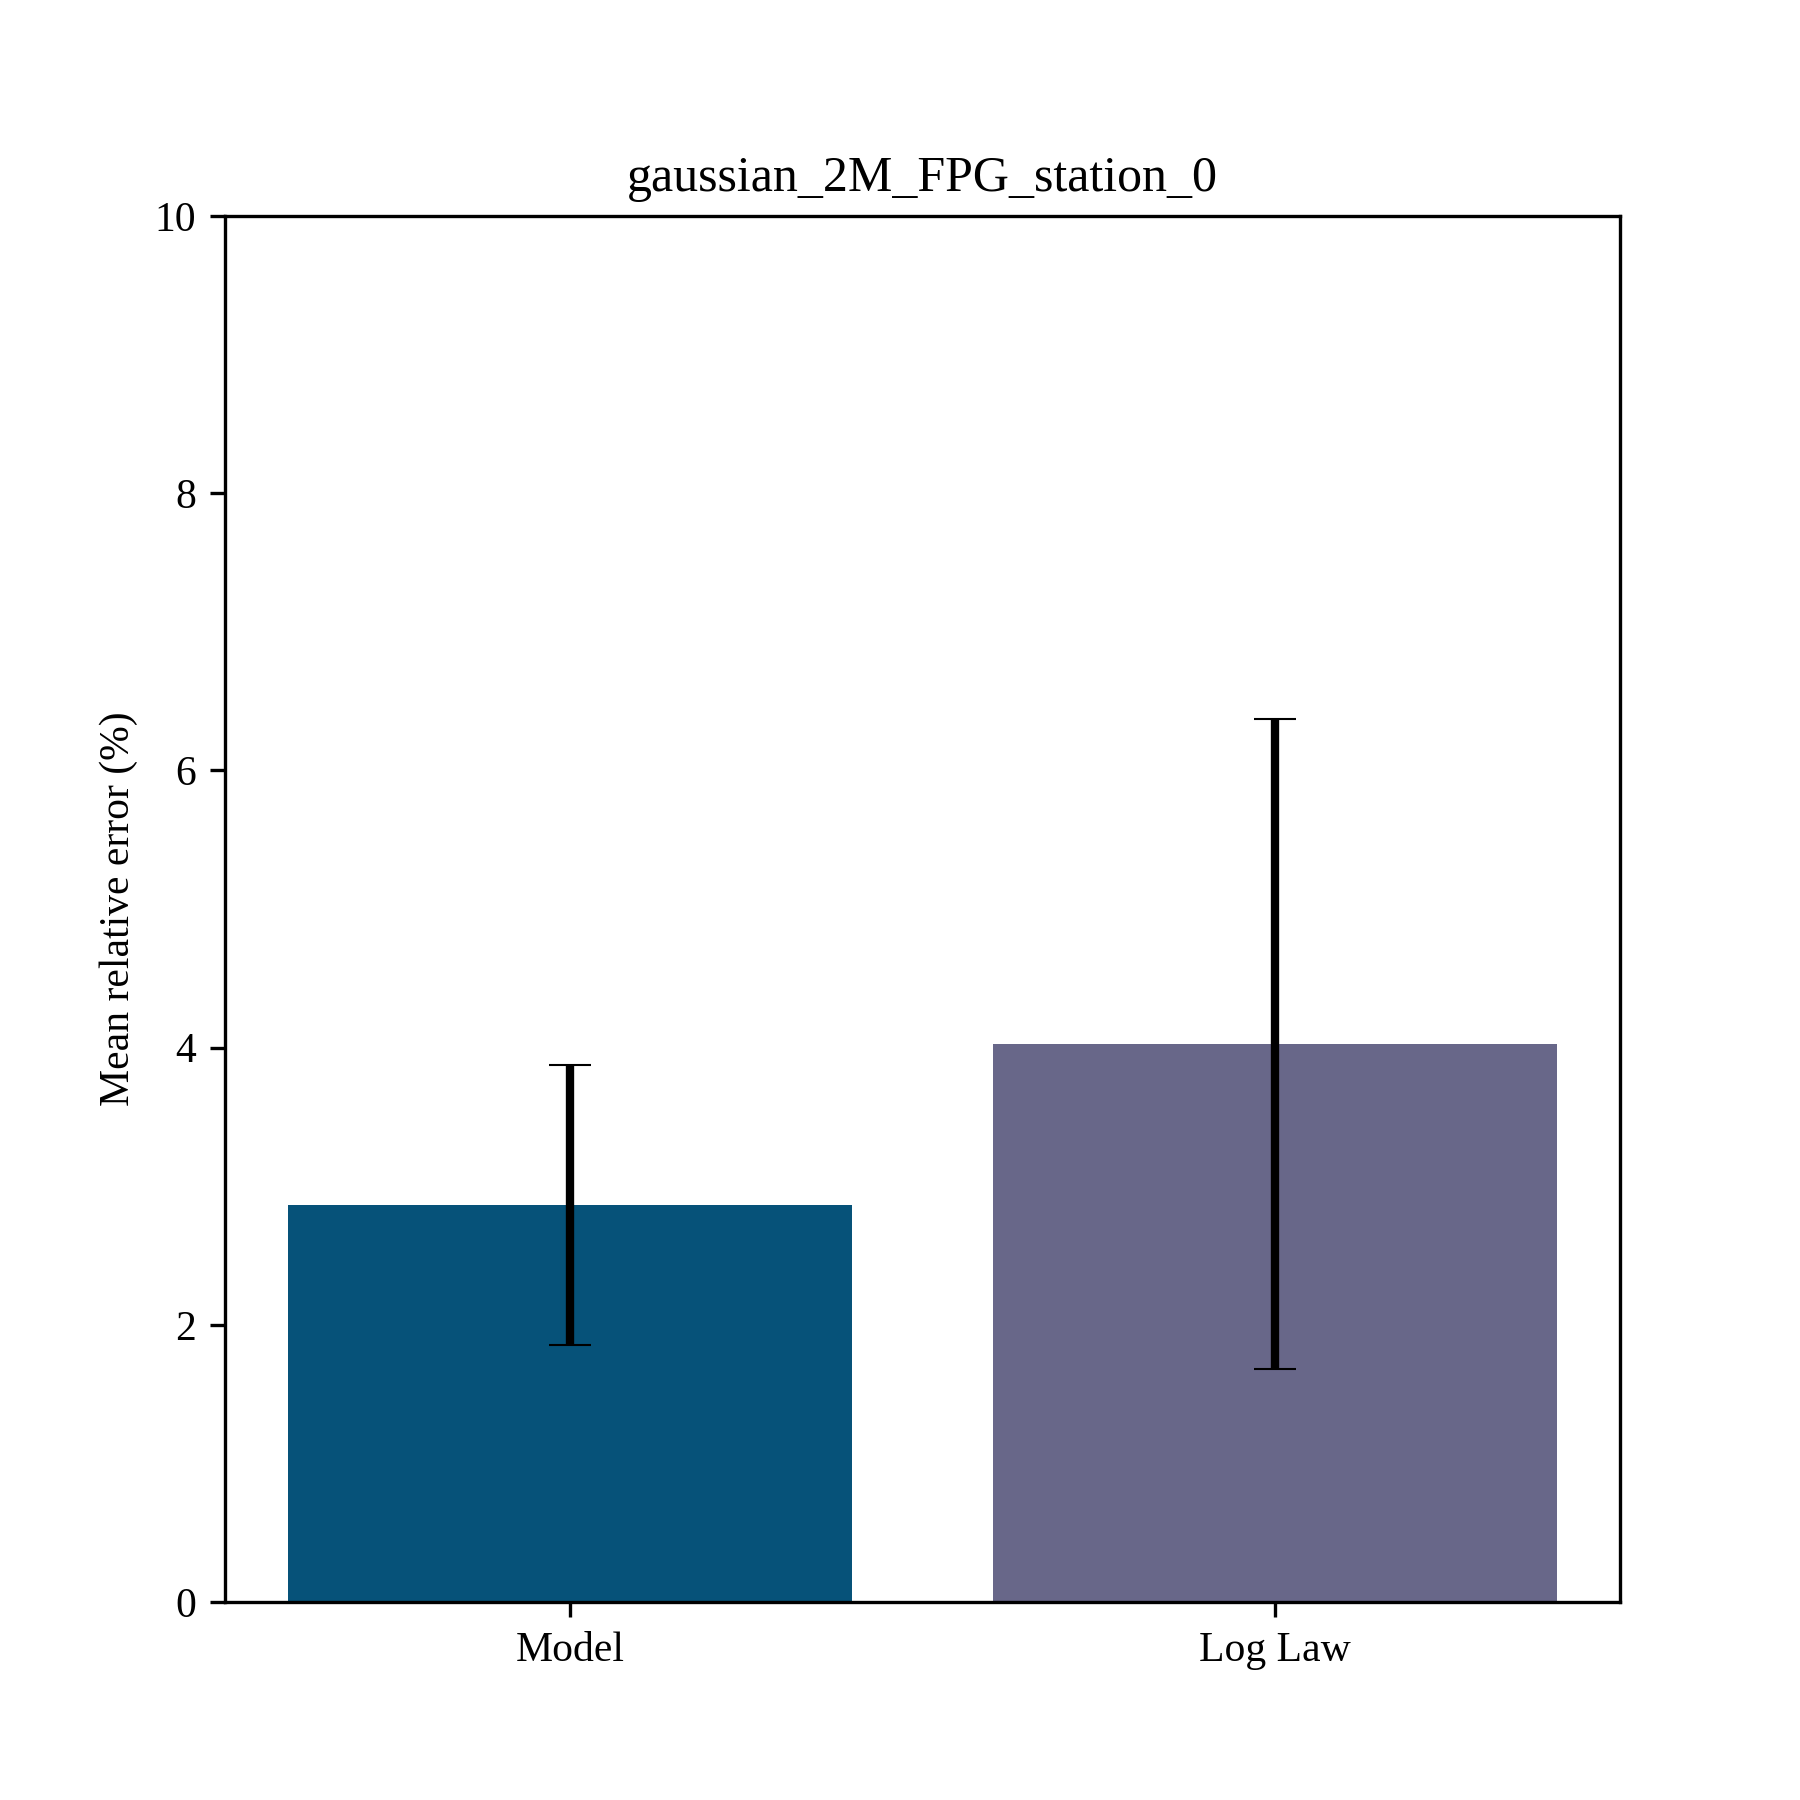 gaussian_2M_FPG_station_0
10
8
6
4
2
0
Mean relative error (%)
Model
Log Law